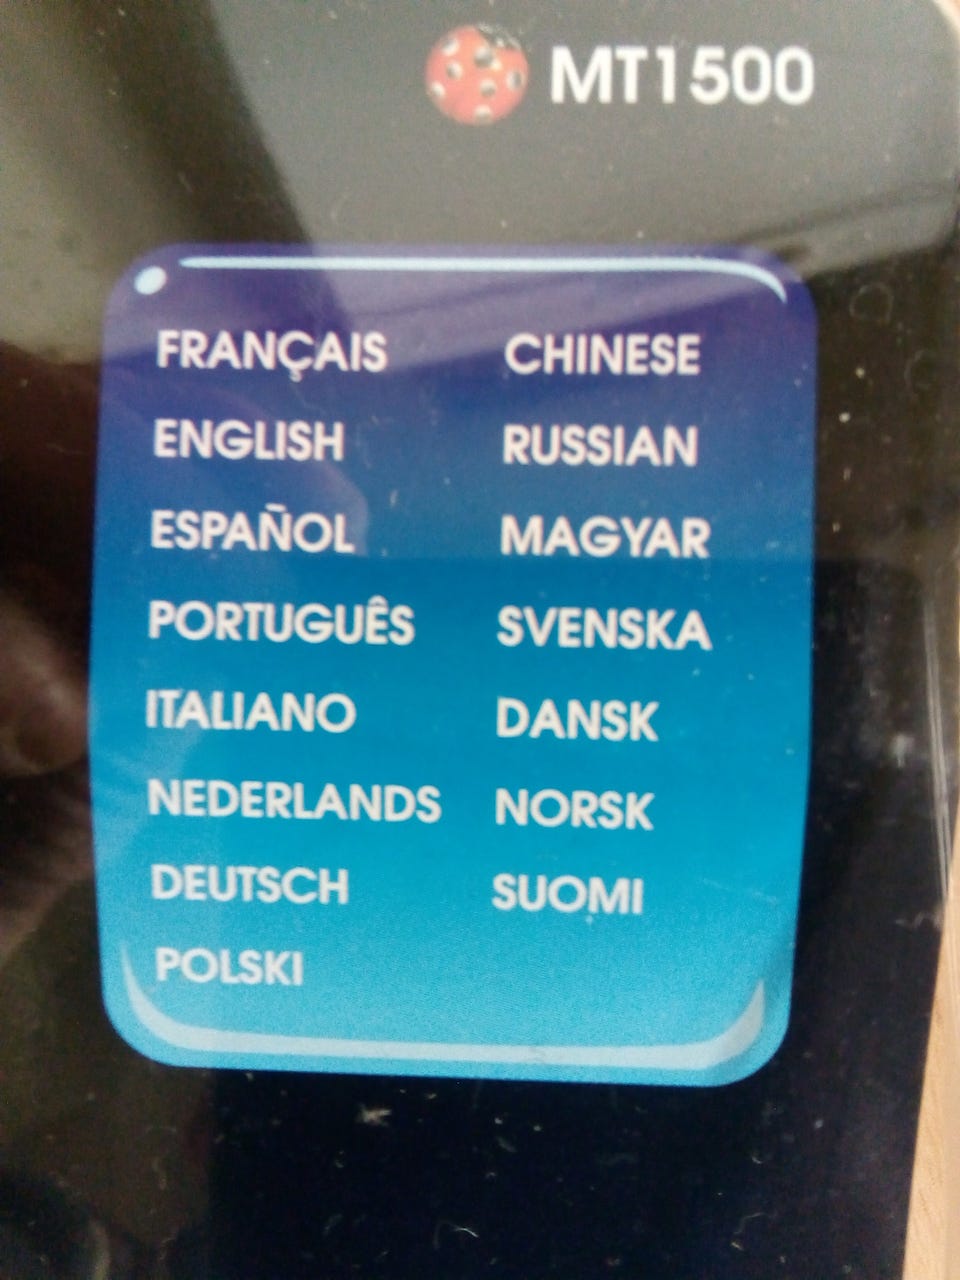 MT1500
FRANÇAIS
ENGLISH
ESPAÑOL
PORTUGUÊS
ITALIANO
NEDERLANDS
DEUTSCH
POLSKI
CHINESE
RUSSIAN
MAGYAR
SVENSKA
DANSK
NORSK
SUOMI